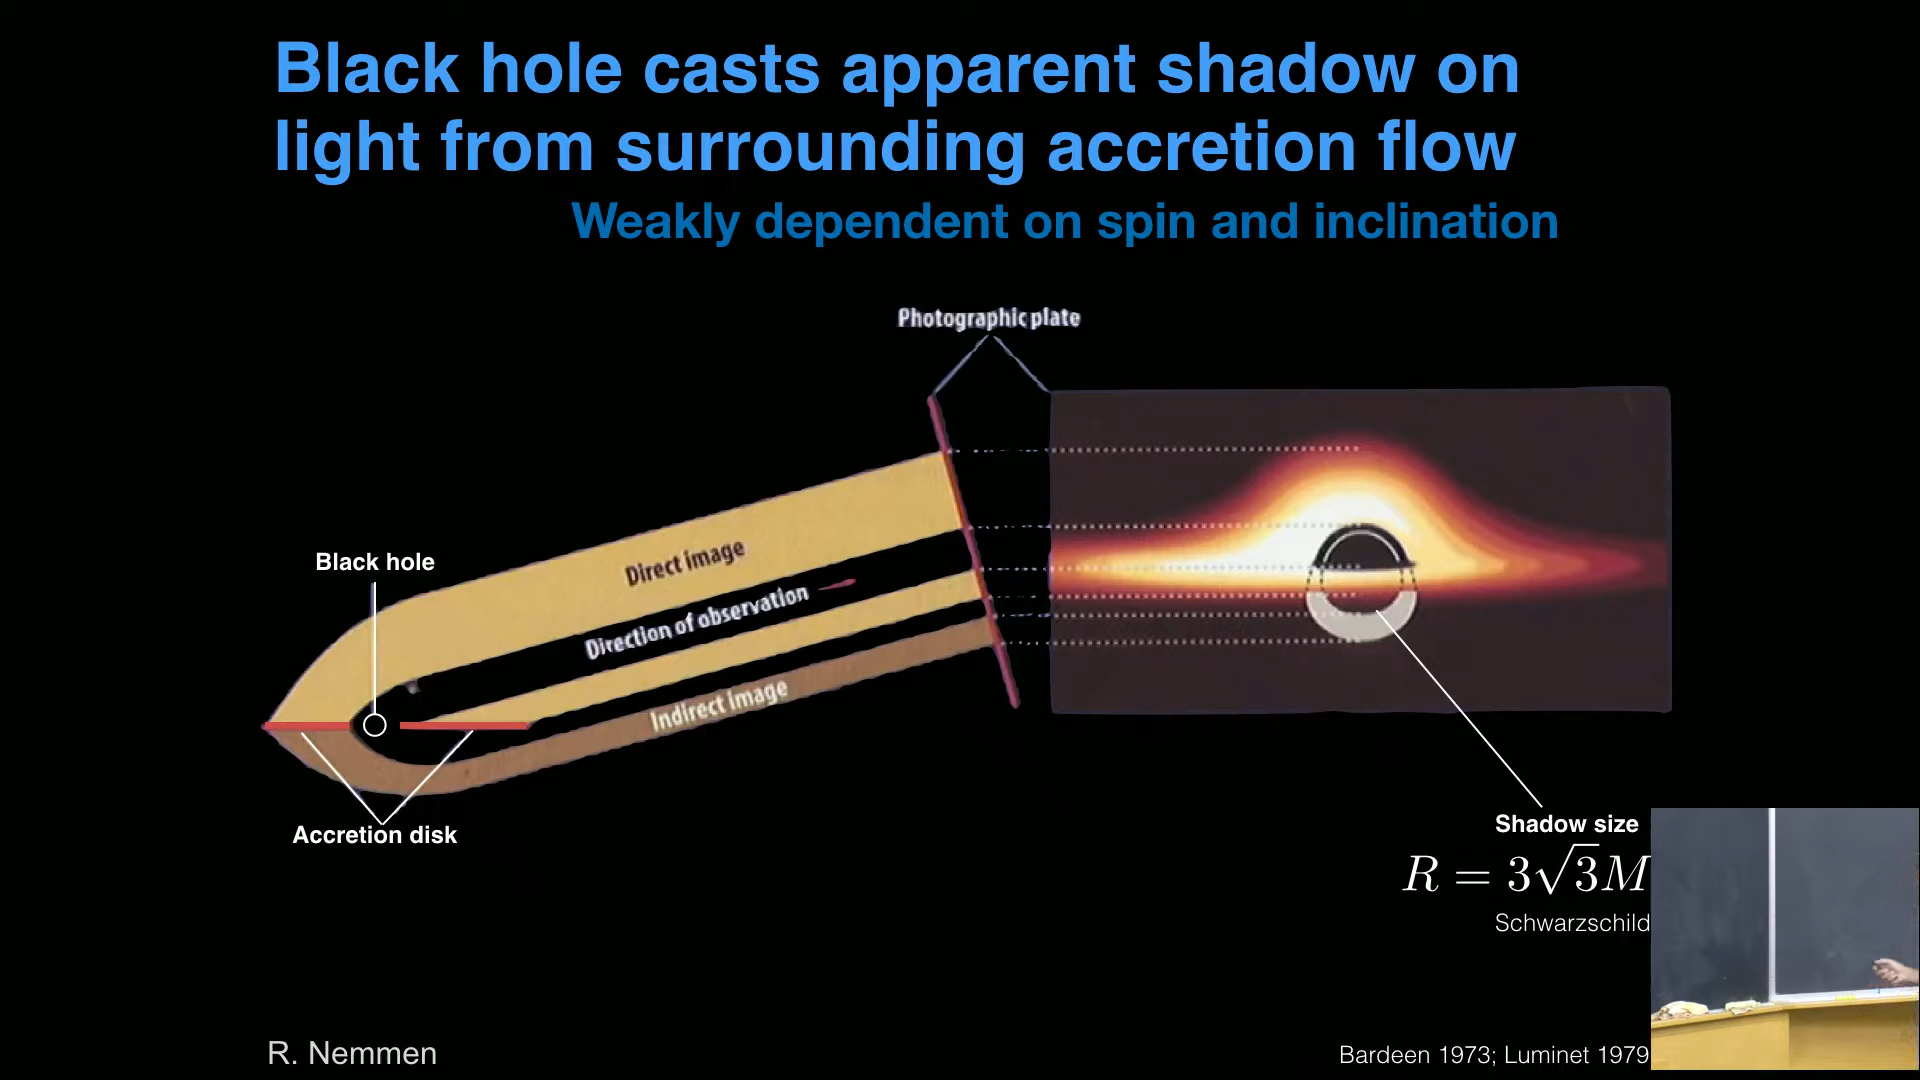 Black hole casts apparent shadow on
light from surrounding accretion flow
Weakly dependent on spin and inclination
Photographic plate
Black hole
Direct image
Direction of observation
Indirect image
Accretion disk
Shadow size
R = 3√3M
Schwarzschild
R. Nemmen
Bardeen 1973; Luminet 1979